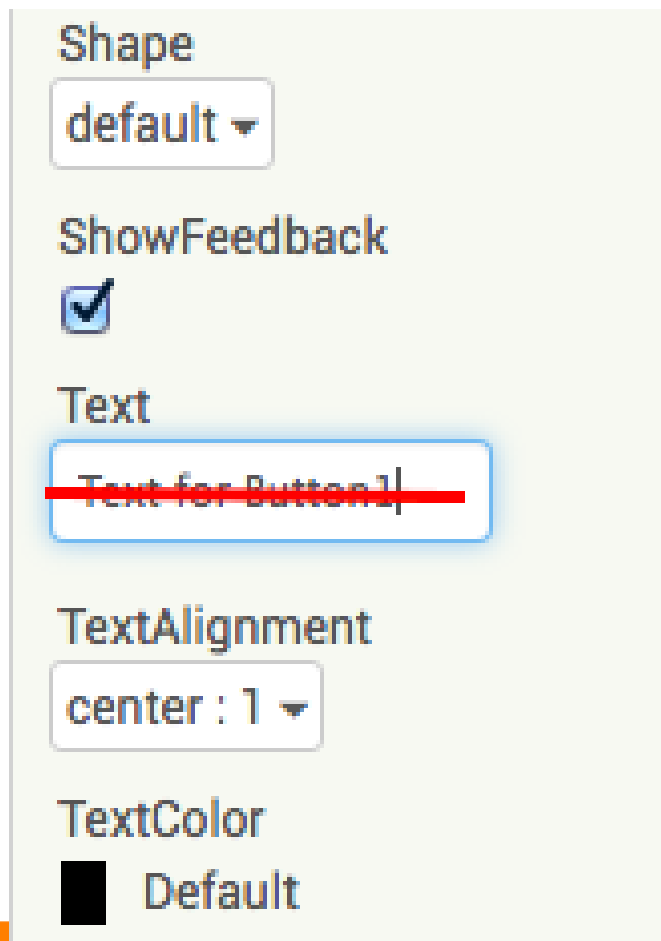 Shape
default
ShowFeedback
Text
Text for Button1
TextAlignment
center : 1
TextColor
Default